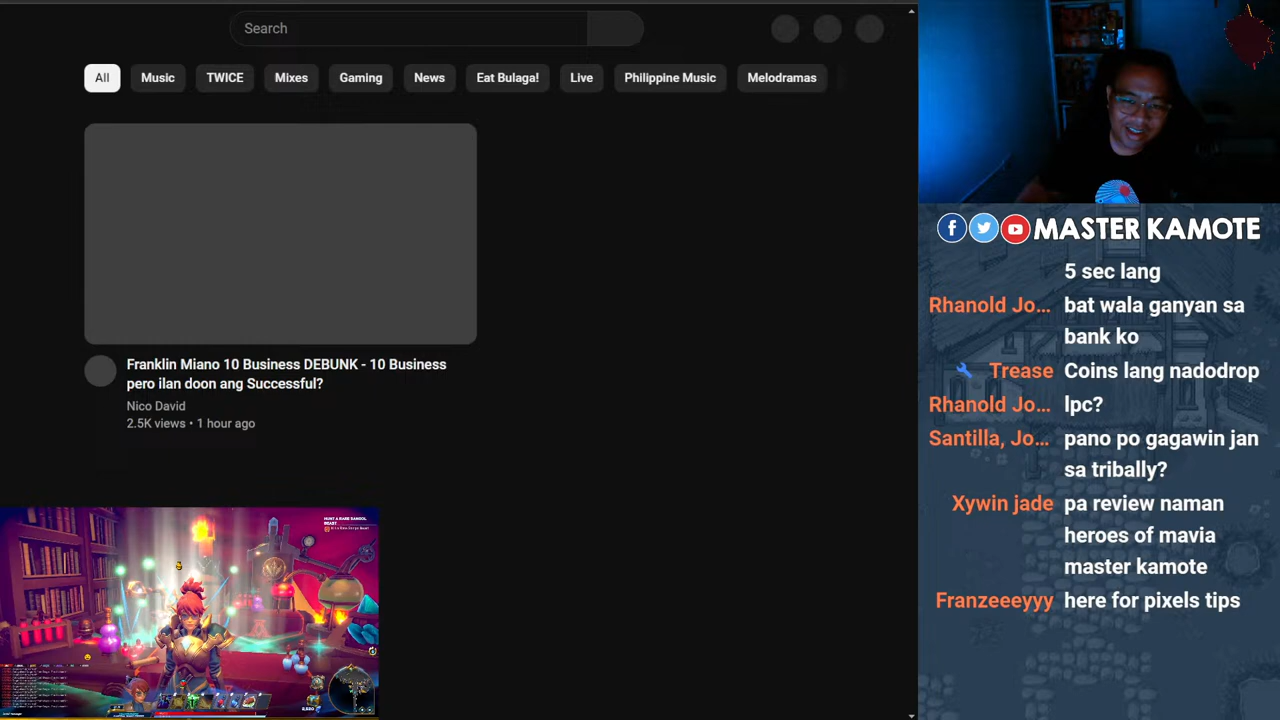 Search
All
Music
TWICE
Mixes
Gaming
News
Eat Bulaga!
Live
Philippine Music
Melodramas
Franklin Miano 10 Business DEBUNK - 10 Business
pero ilan doon ang Successful?
Nico David
2.5K views • 1 hour ago
HUNT A RARE SANGOL
BEAST
MASTER KAMOTE
5 sec lang
Rhanold Jo... bat wala ganyan sa
bank ko
Trease Coins lang nadodrop
Rhanold Jo... lpc?
Santilla, Jo... pano po gagawin jan
sa tribally?
Xywin jade pa review naman
heroes of mavia
master kamote
Franzeeeyyy here for pixels tips